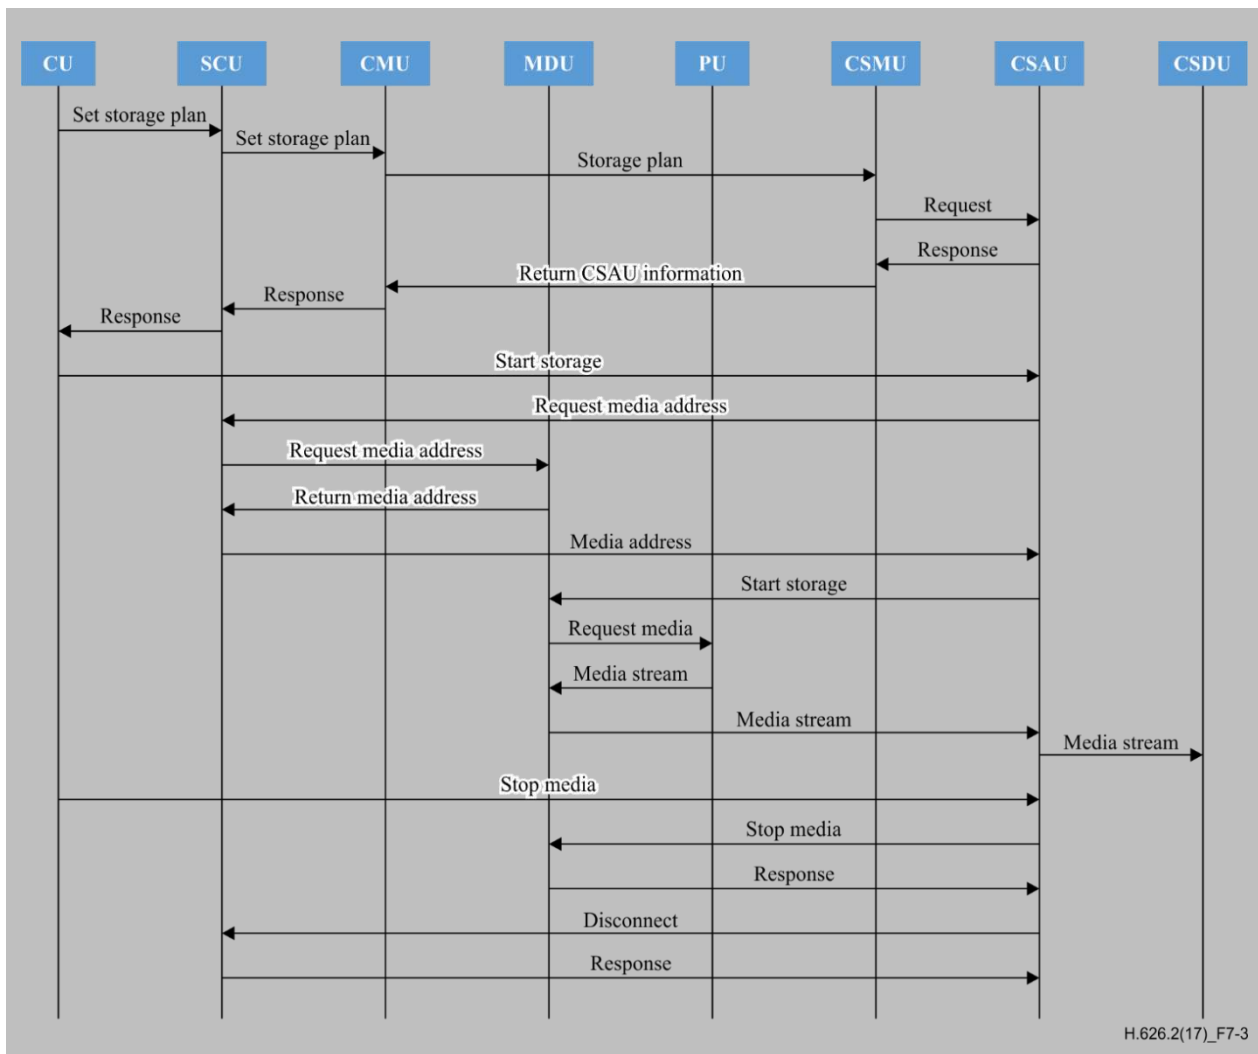 CU SCU CMU MDU PU CSMU CSAU CSDU
Set storage plan
Set storage plan
Storage plan
Request
Response
Return CSAU information
Response
Response
Start storage
Request media address
Request media address
Return media address
Media address
Start storage
Request media
Media stream
Media stream
Media stream
Stop media
Stop media
Response
Disconnect
Response
H.626.2(17)_F7-3